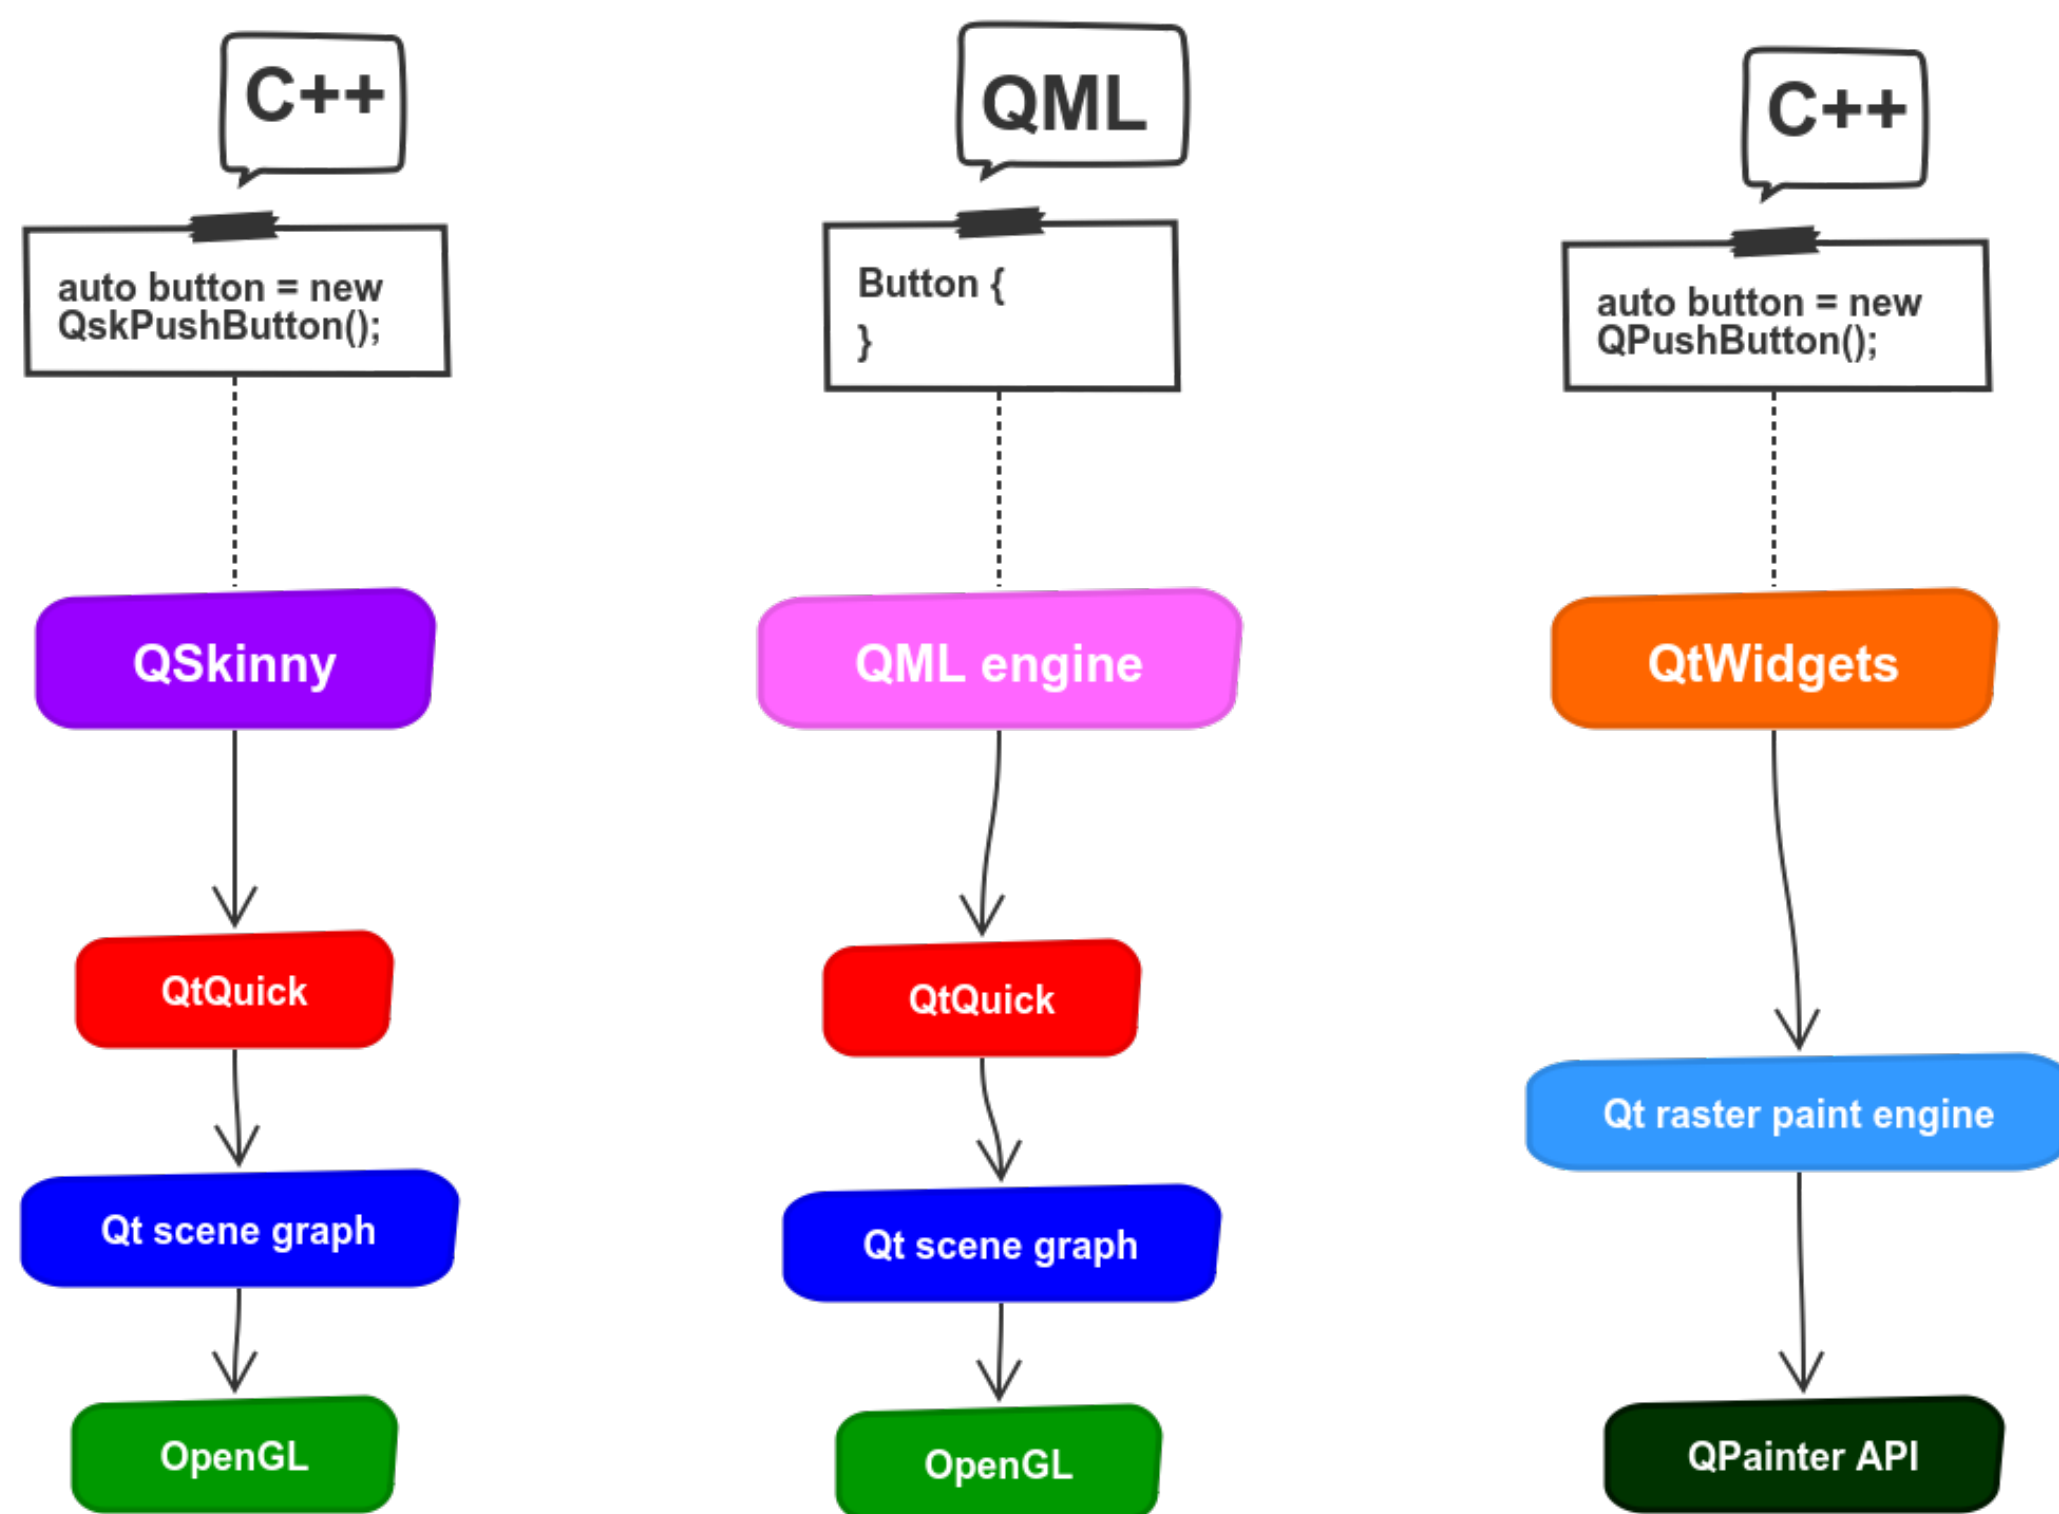 C++
auto button = new
QskPushButton();
QSkinny
QtQuick
Qt scene graph
OpenGL
QML
Button {
}
QML engine
QtQuick
Qt scene graph
OpenGL
C++
auto button = new
QPushButton();
QtWidgets
Qt raster paint engine
QPainter API